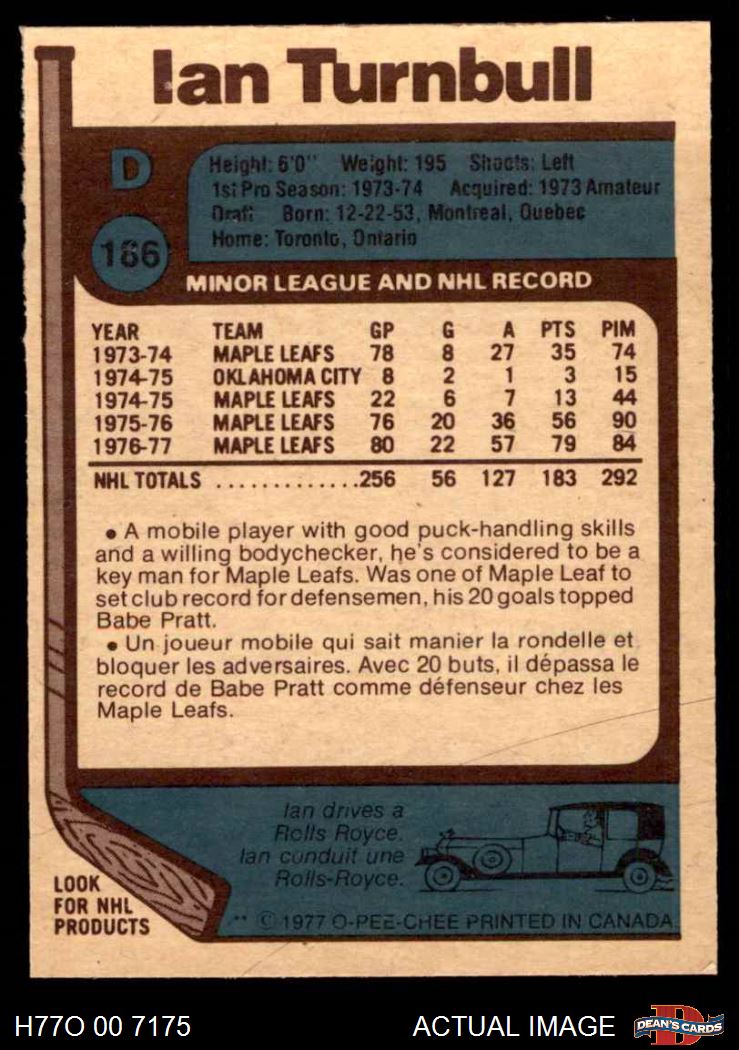 Ian Turnbull
D
Height: 6'0" Weight: 195 Shoots: Left
1st Pro Season: 1973-74 Acquired: 1973 Amateur
Draft Born: 12-22-53, Montreal, Quebec
Home: Toronto, Ontario
186
MINOR LEAGUE AND NHL RECORD
YEAR TEAM GP G A PTS PIM
1973-74 MAPLE LEAFS 78 8 27 35 74
1974-75 OKLAHOMA CITY 8 2 1 3 15
1974-75 MAPLE LEAFS 22 6 7 13 44
1975-76 MAPLE LEAFS 76 20 36 56 90
1976-77 MAPLE LEAFS 80 22 57 79 84
NHL TOTALS .............256 56 127 183 292
• A mobile player with good puck-handling skills
and a willing bodychecker, he's considered to be a
key man for Maple Leafs. Was one of Maple Leaf to
set club record for defensemen, his 20 goals topped
Babe Pratt.
• Un joueur mobile qui sait manier la rondelle et
bloquer les adversaires. Avec 20 buts, il dépassa le
record de Babe Pratt comme défenseur chez les
Maple Leafs.
Ian drives a
Rolls Royce.
Ian conduit une
Rolls-Royce.
LOOK
FOR NHL
PRODUCTS
** © 1977 O-PEE-CHEE PRINTED IN CANADA
H77O 00 7175 ACTUAL IMAGE DEAN'S CARDS